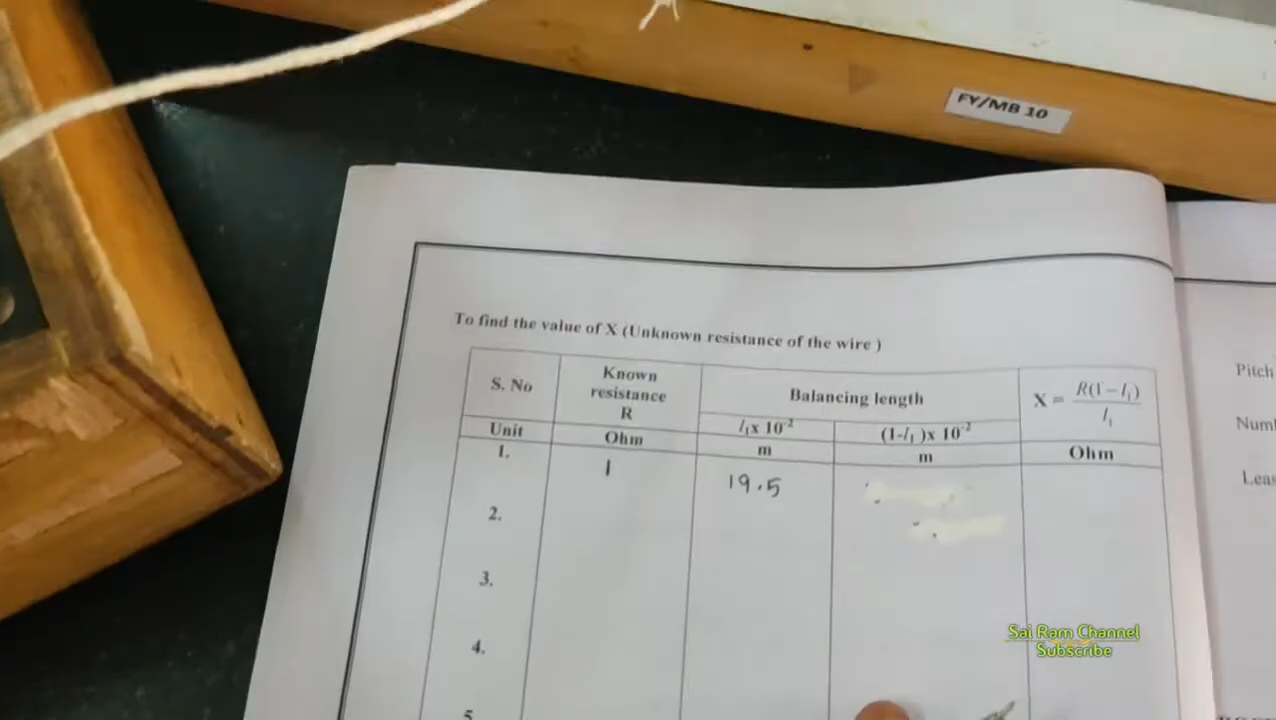 FY/MB 10
To find the value of X (Unknown resistance of the wire )
S. No
Known resistance R
Balancing length
X = R(1-l₁) / l₁
l₁x 10⁻²
(1-l₁ )x 10⁻²
Unit
Ohm
m
m
Ohm
1.
1
19.5
2.
3.
4.
5.
Pitch
Sai Ram Channel
Subscribe